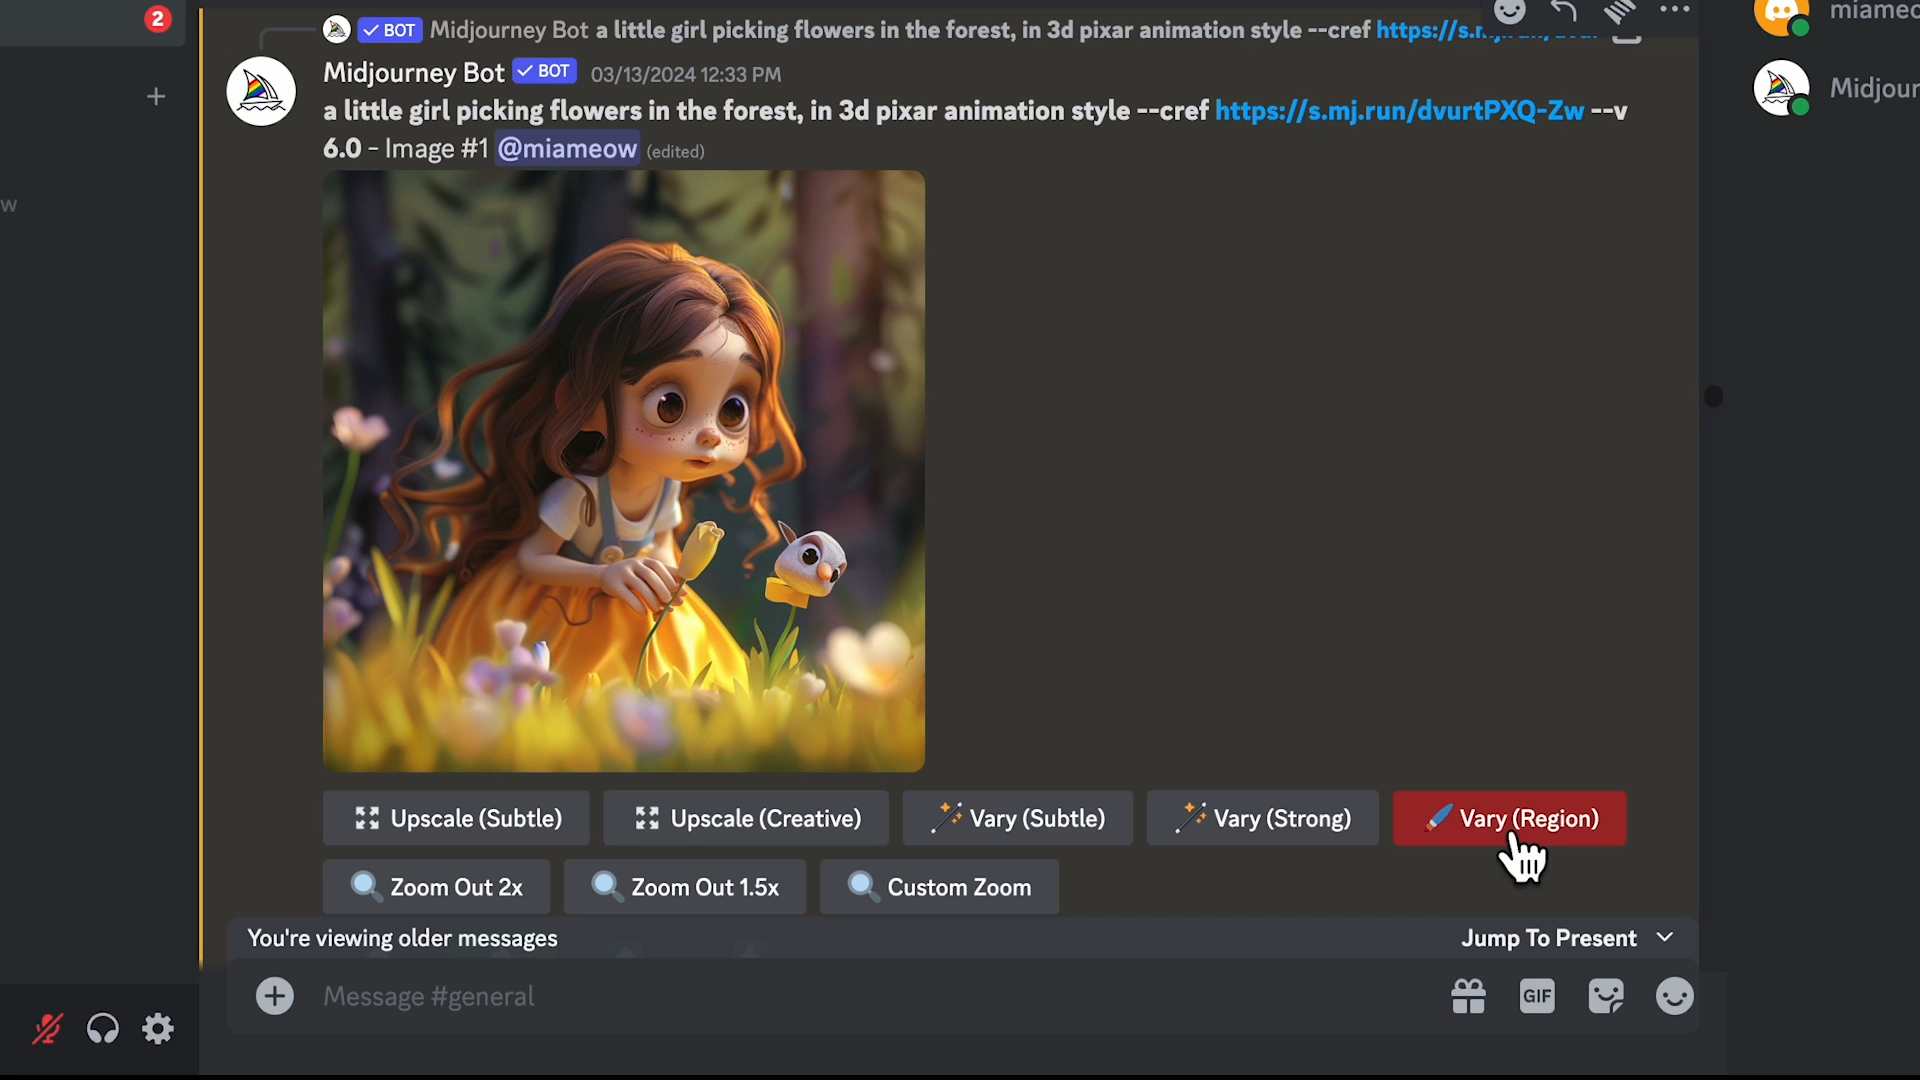 2
BOT Midjourney Bot a little girl picking flowers in the forest, in 3d pixar animation style --cref
miameo
Midjourney Bot BOT 03/13/2024 12:33 PM
Midjour
a little girl picking flowers in the forest, in 3d pixar animation style --cref https://s.mj.run/dvurtPXQ-Zw --v
6.0 - Image #1 @miameow (edited)
w
Upscale (Subtle) Upscale (Creative) Vary (Subtle) Vary (Strong) Vary (Region)
Zoom Out 2x Zoom Out 1.5x Custom Zoom
You're viewing older messages Jump To Present
Message #general GIF